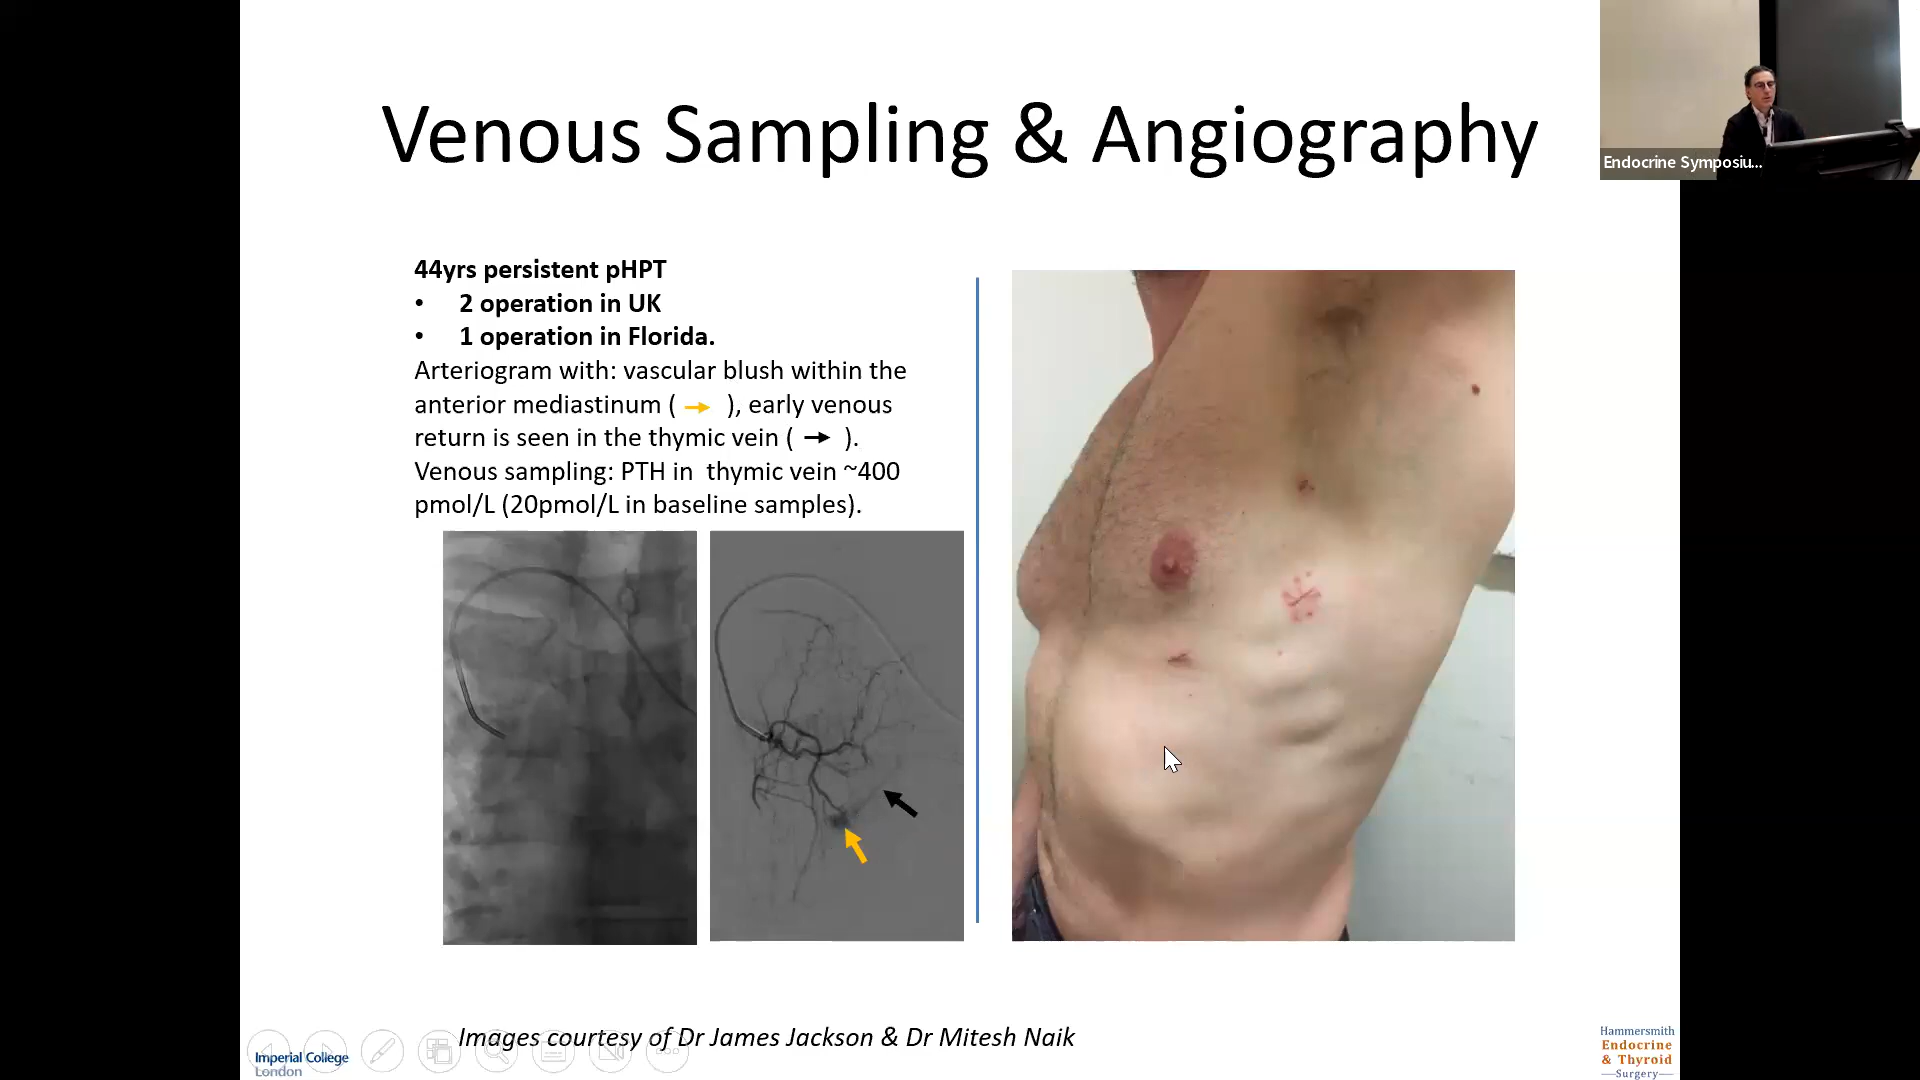 Venous Sampling & Angiography
Endocrine Symposiu...
44yrs persistent pHPT
• 2 operation in UK
• 1 operation in Florida.
Arteriogram with: vascular blush within the
anterior mediastinum ( → ), early venous
return is seen in the thymic vein ( → ).
Venous sampling: PTH in thymic vein ~400
pmol/L (20pmol/L in baseline samples).
Images courtesy of Dr James Jackson & Dr Mitesh Naik
Imperial College
London
Hammersmith
Endocrine
& Thyroid
Surgery